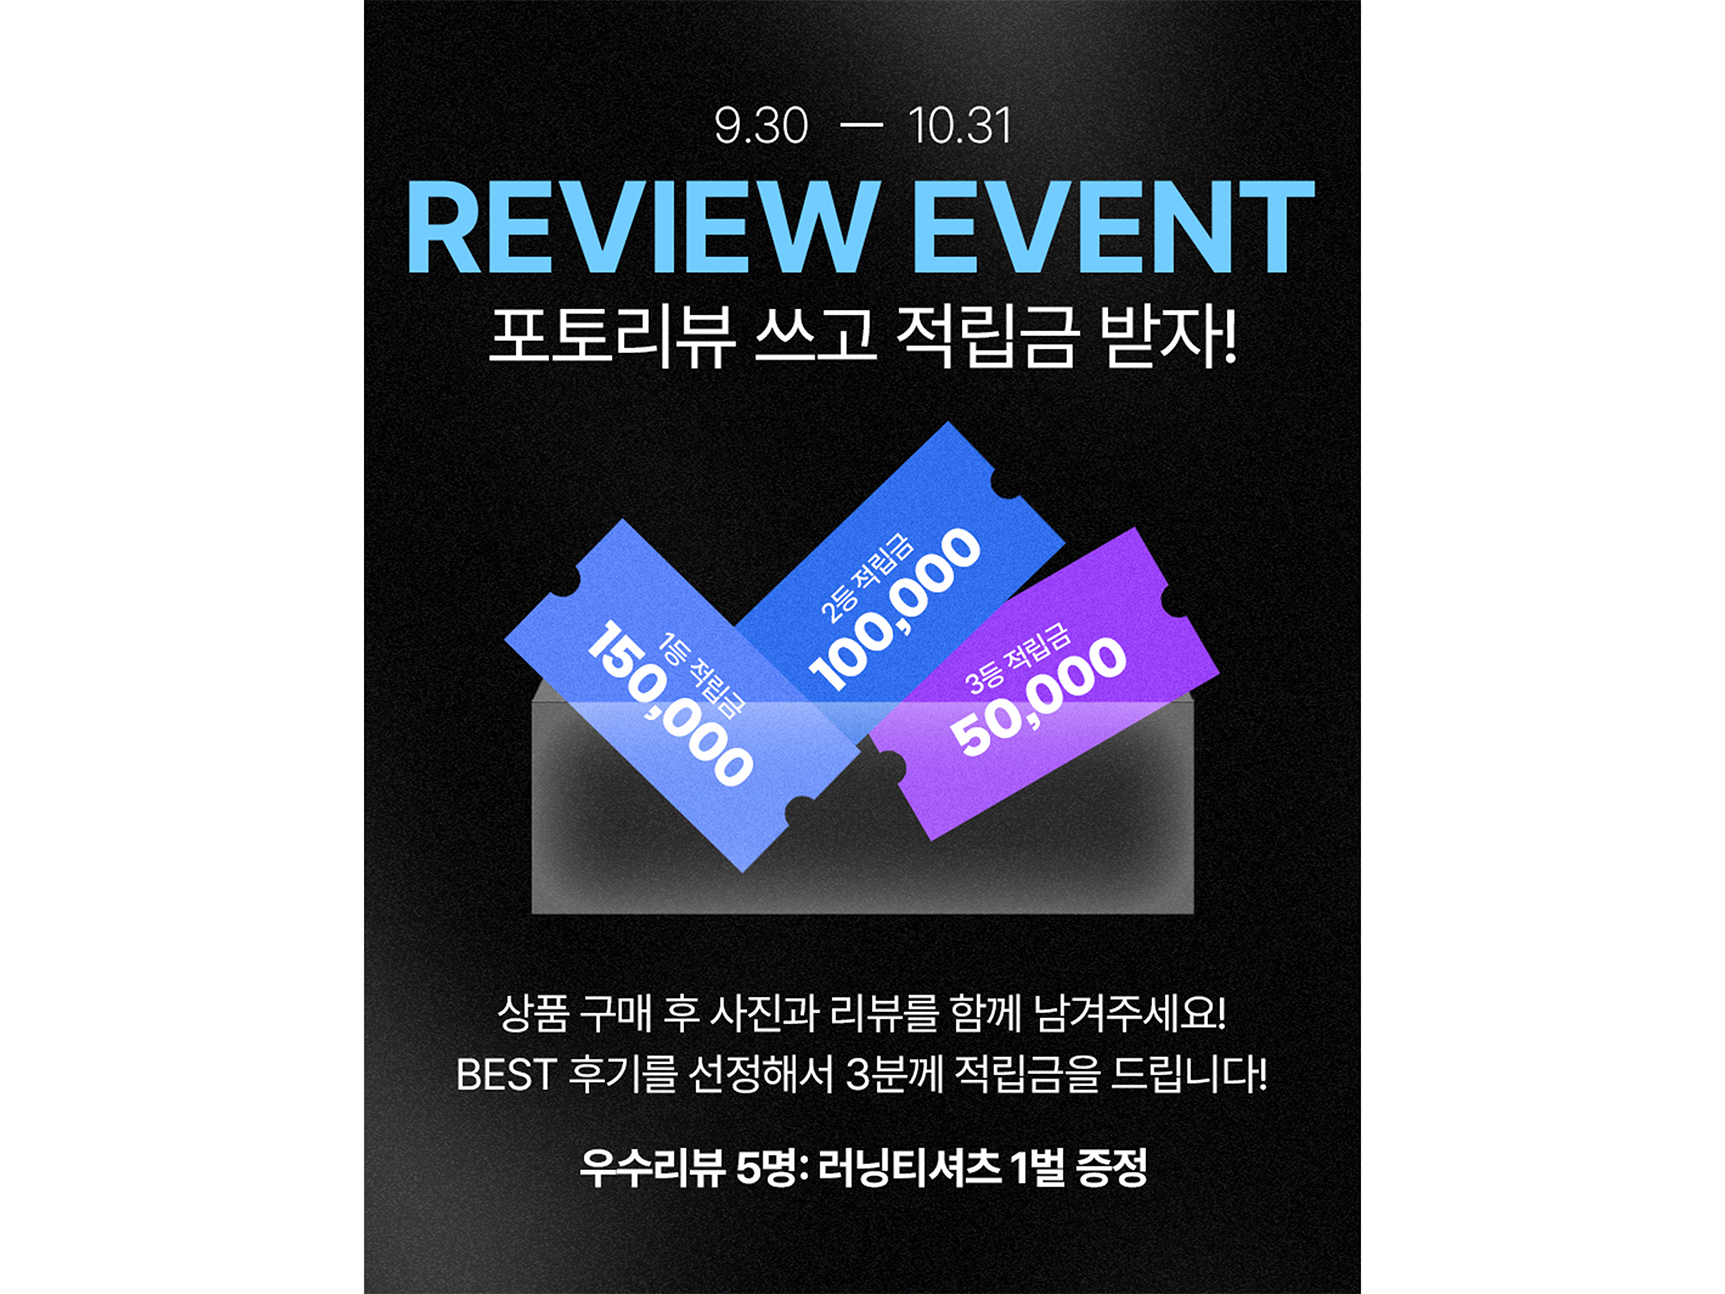 9.30 — 10.31
REVIEW EVENT
포토리뷰 쓰고 적립금 받자!
1등 적립금
150,000
2등 적립금
100,000
3등 적립금
50,000
상품 구매 후 사진과 리뷰를 함께 남겨주세요!
BEST 후기를 선정해서 3분께 적립금을 드립니다!
우수리뷰 5명: 러닝티셔츠 1벌 증정